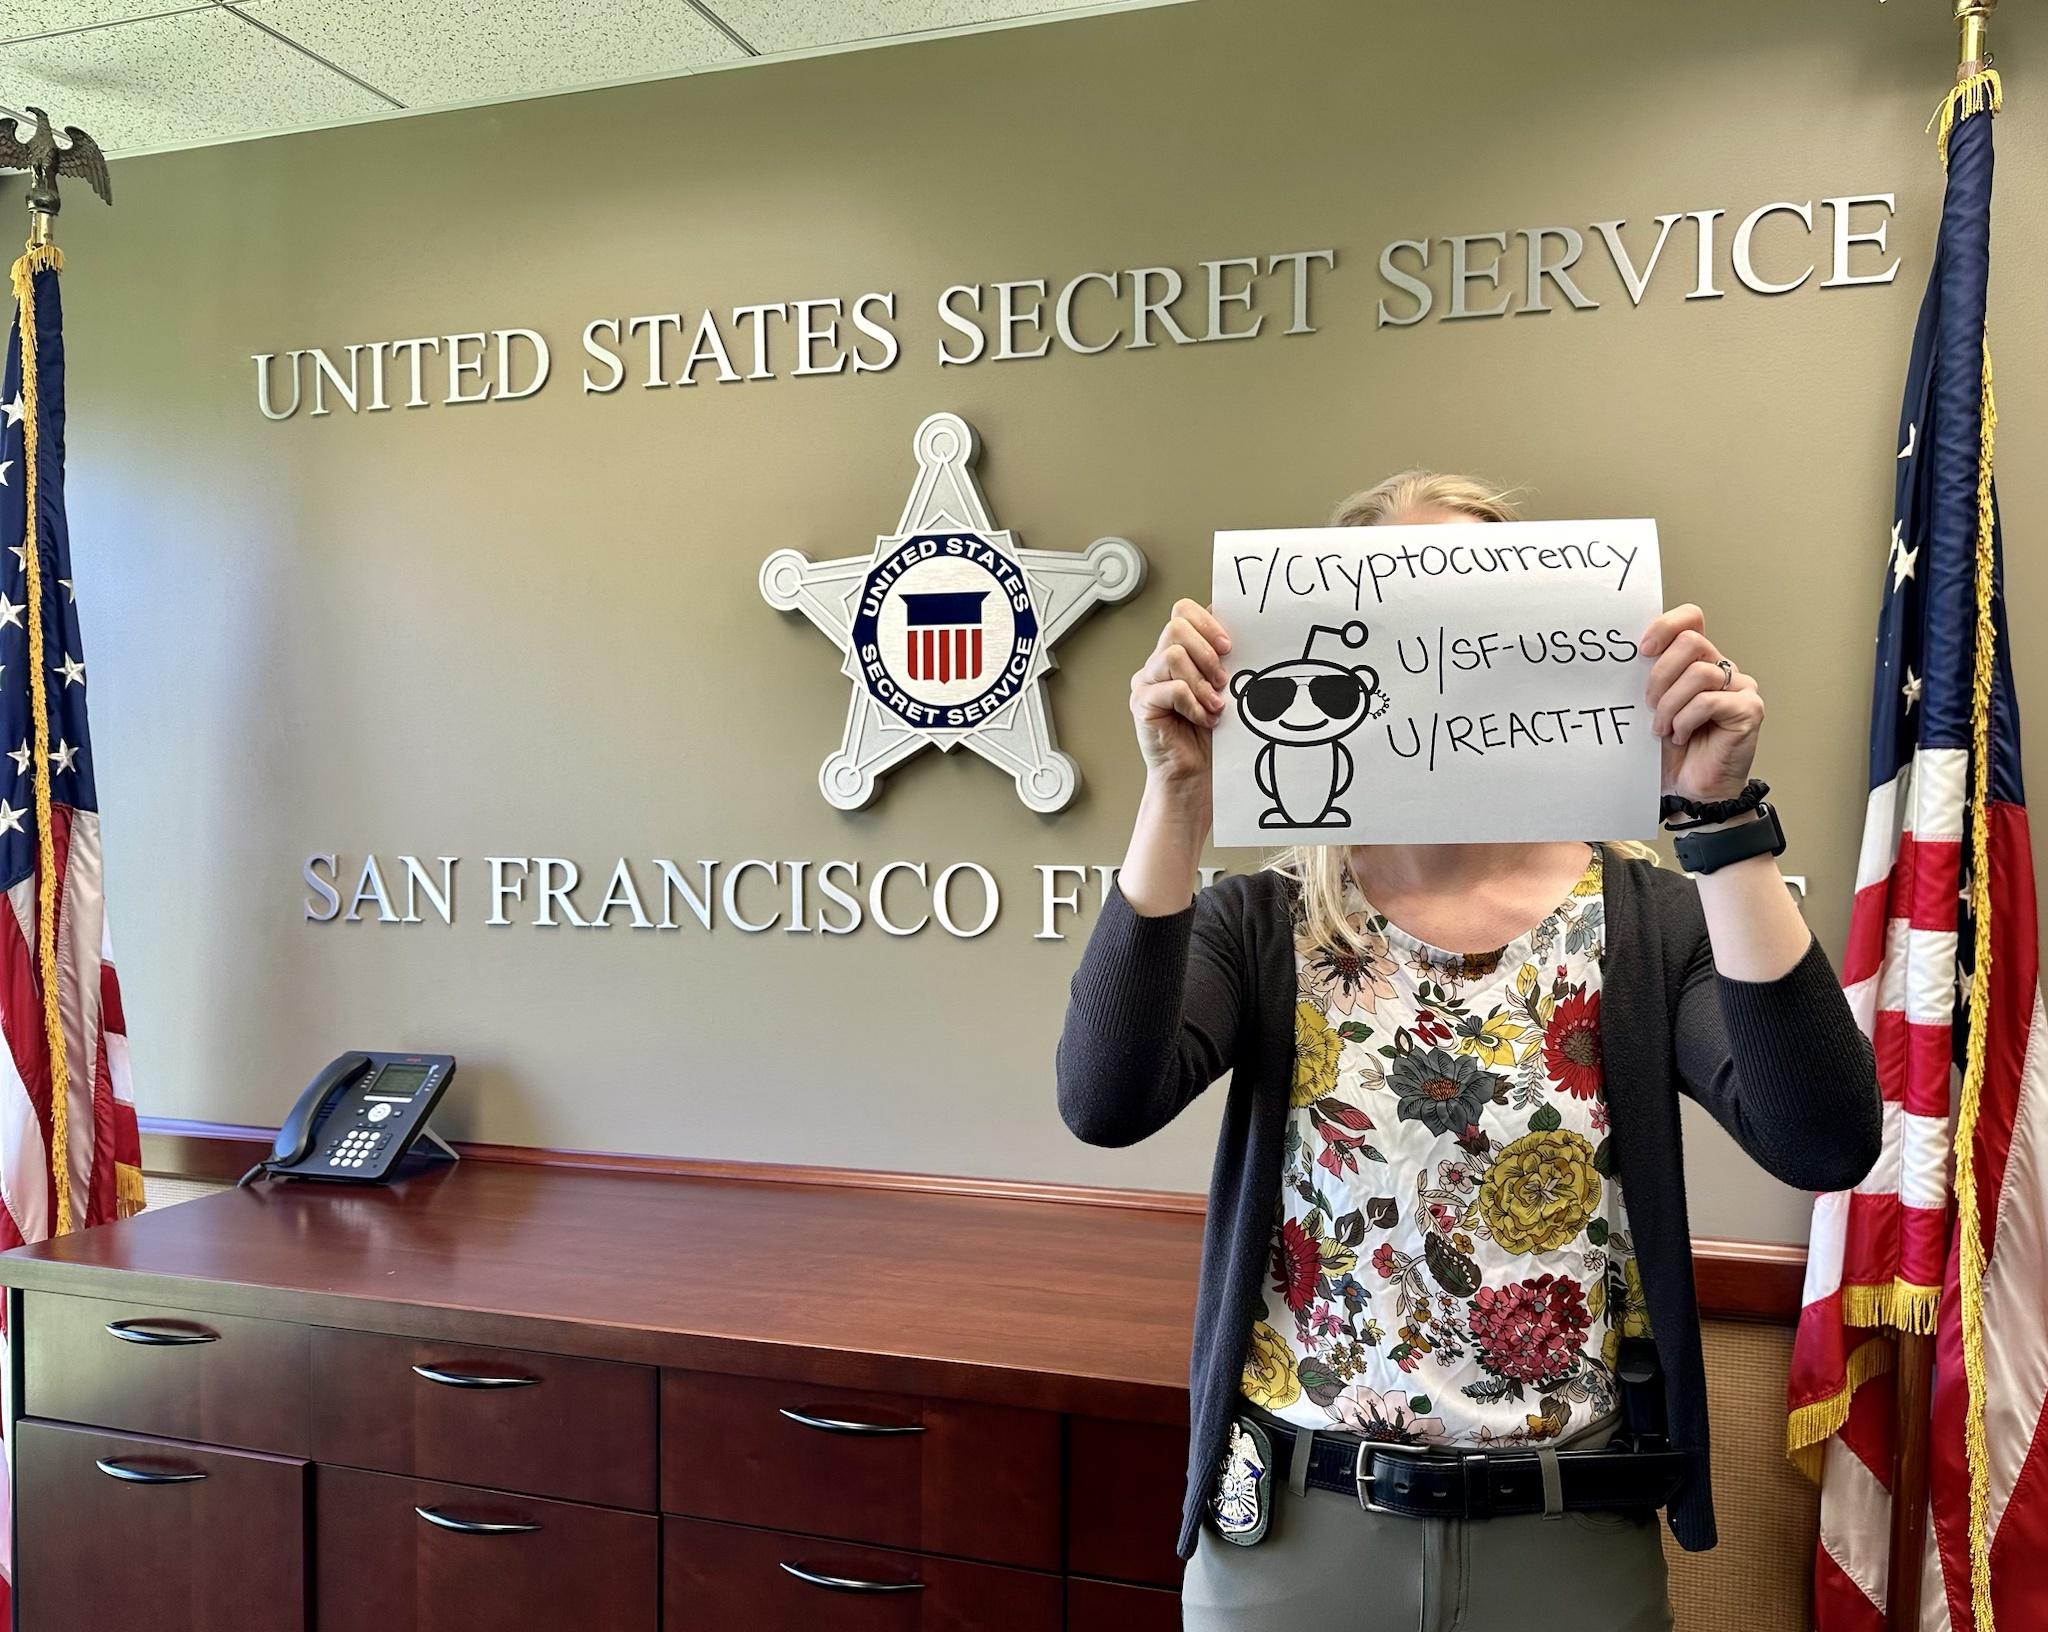 UNITED STATES SECRET SERVICE
UNITED STATES
SECRET SERVICE
SAN FRANCISCO
r/cryptocurrency
U/SF-USSS
U/REACT-TF